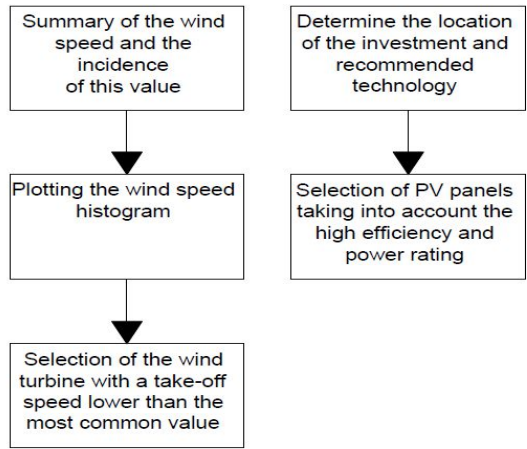 Summary of the wind
speed and the
incidence
of this value
Plotting the wind speed
histogram
Selection of the wind
turbine with a take-off
speed lower than the
most common value
Determine the location
of the investment and
recommended
technology
Selection of PV panels
taking into account the
high efficiency and
power rating